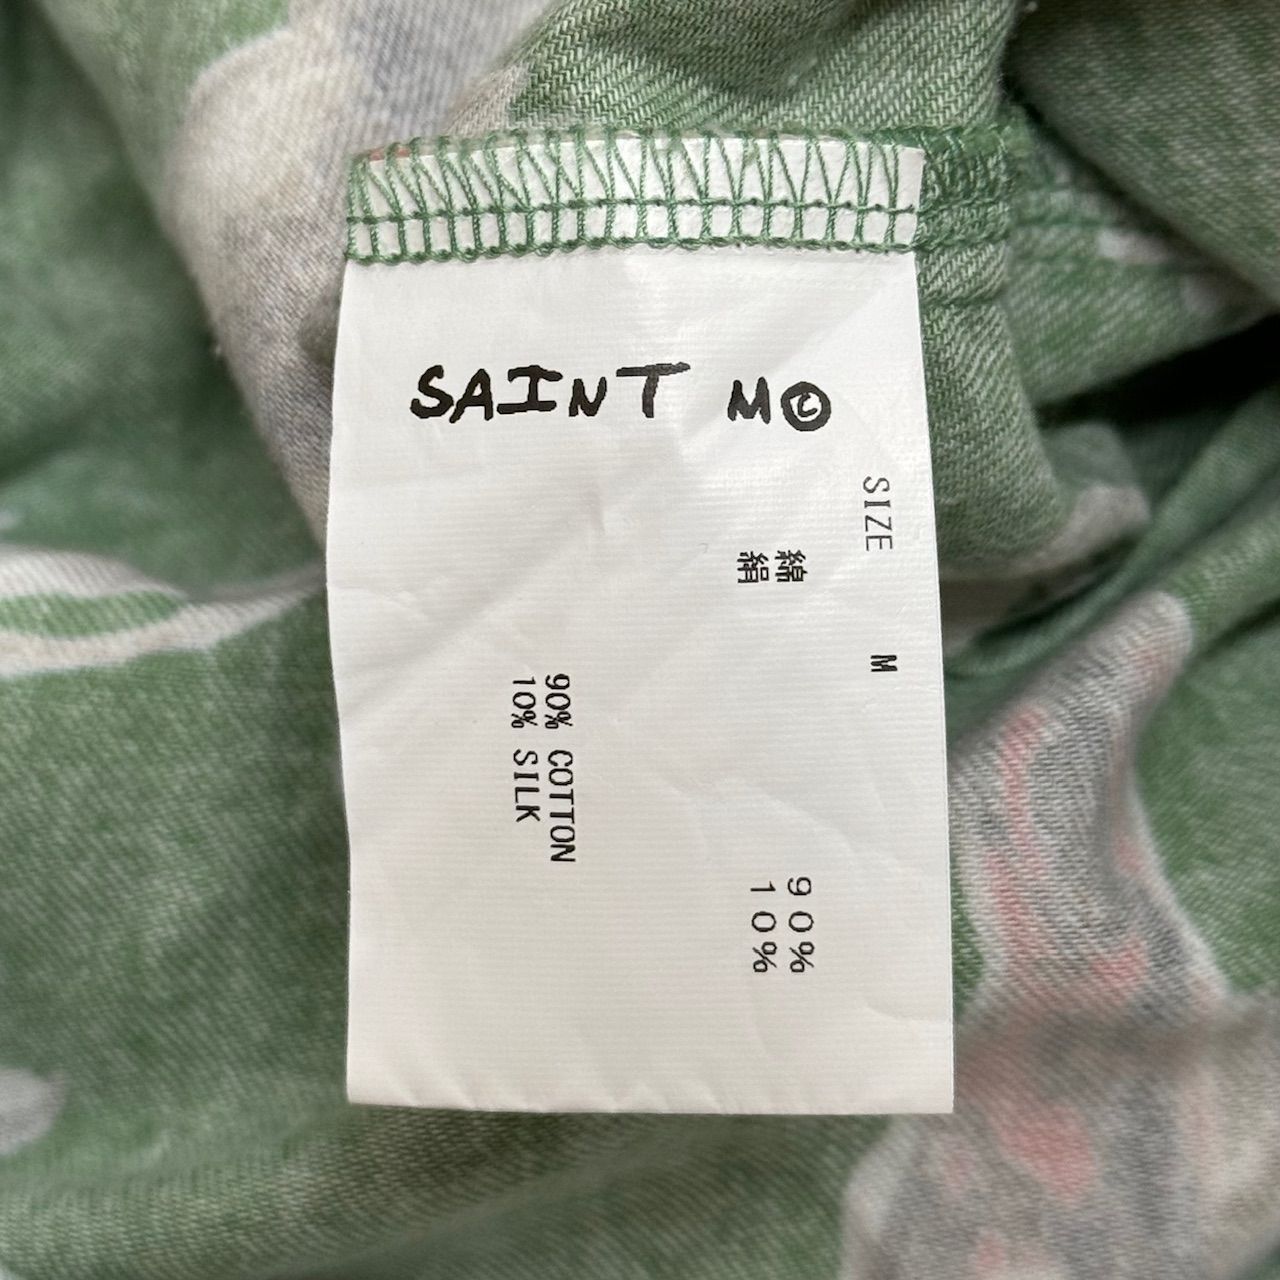 SAINT M©
SIZE M
綿 90%
絹 10%
90% COTTON
10% SILK